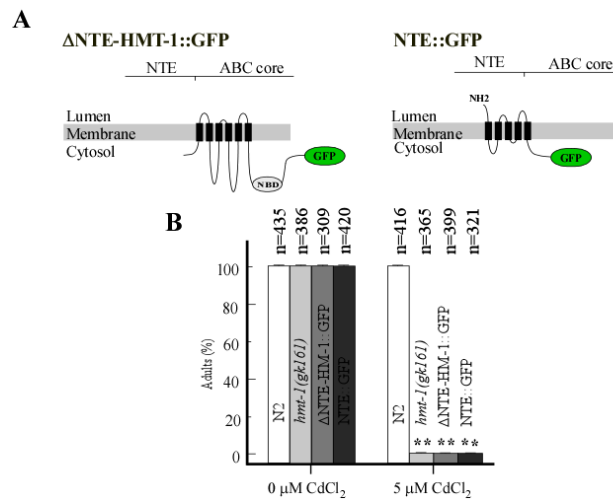 A
ΔNTE-HMT-1::GFP
NTE ABC core
Lumen
Membrane
Cytosol
NBD
GFP
NTE::GFP
NTE ABC core
NH2
Lumen
Membrane
Cytosol
GFP
B
n=435
n=386
n=309
n=420
n=416
n=365
n=399
n=321
Adults (%)
100
80
60
40
20
0
N2
hmt-1(gk161)
ΔNTE-HM-1::GFP
NTE::GFP
N2
hmt-1(gk161)
ΔNTE-HM-1::GFP
NTE::GFP
** ** **
0 μM CdCl2
5 μM CdCl2